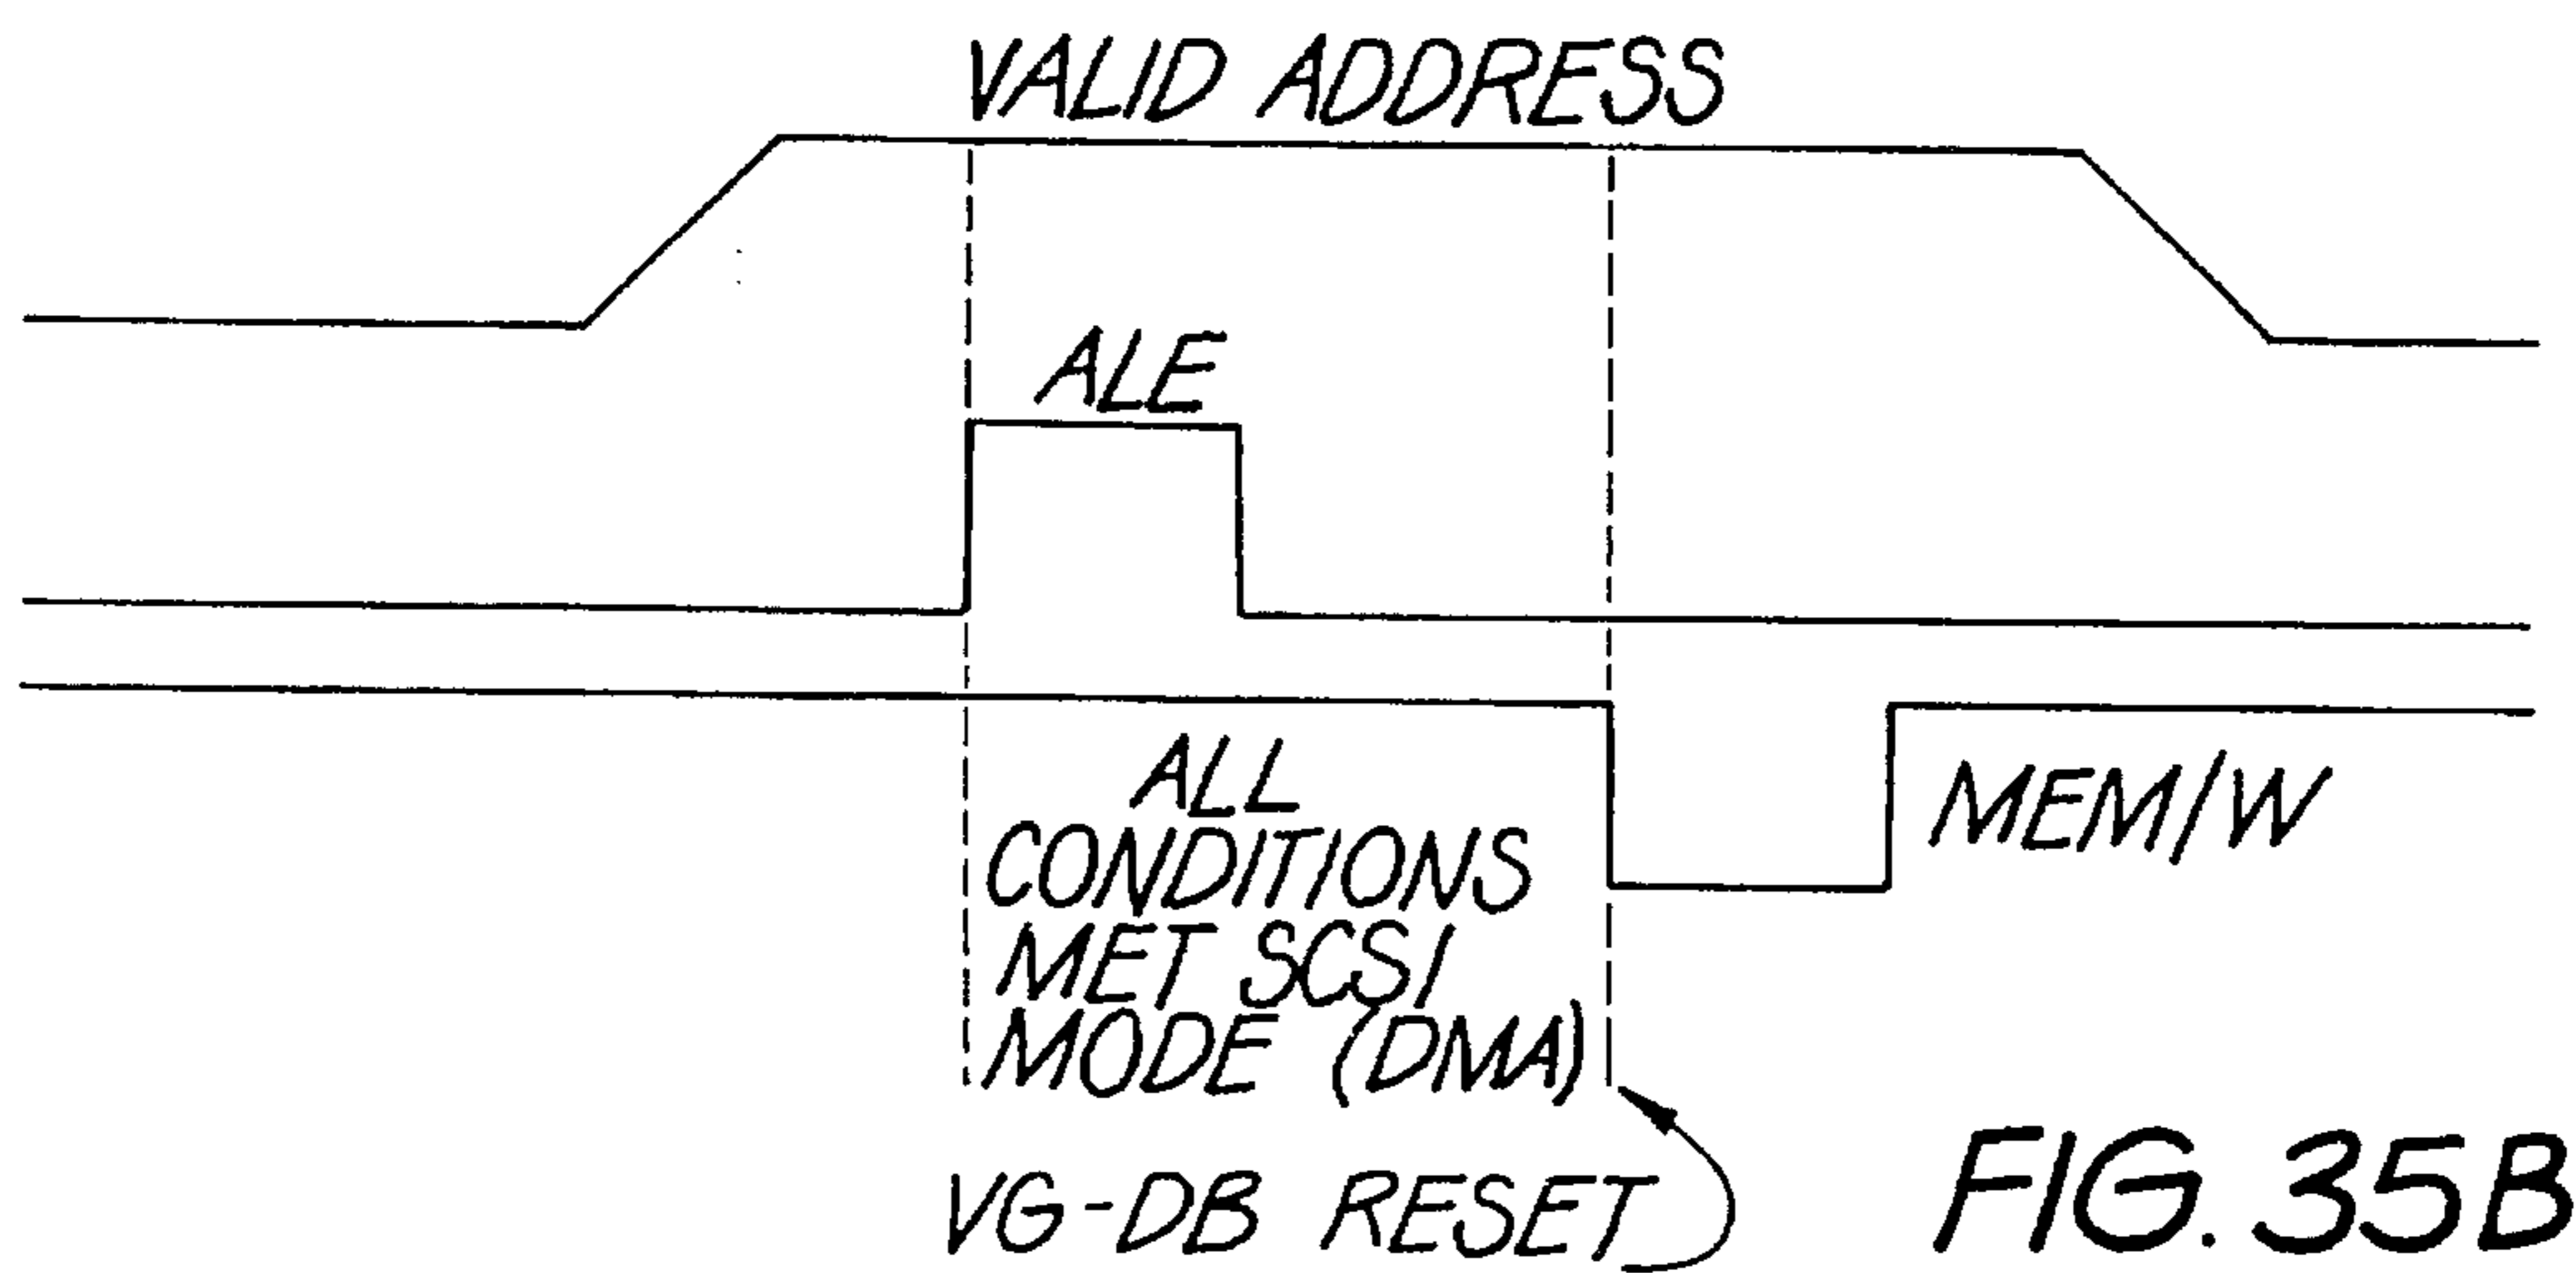 VALID ADDRESS
ALE
ALL
CONDITIONS
MET SCSI
MODE (DMA)
MEM/W
VG-DB RESET
FIG. 35B